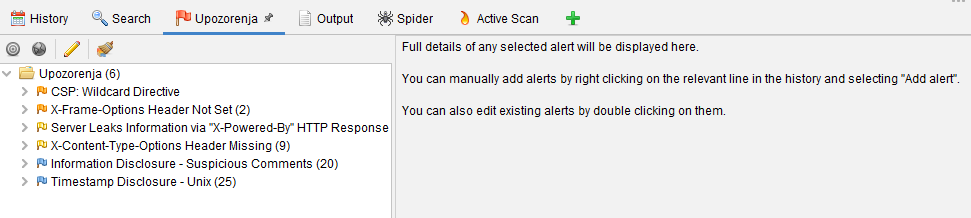 History Search Upozorenja Output Spider Active Scan
Upozorenja (6)
CSP: Wildcard Directive
X-Frame-Options Header Not Set (2)
Server Leaks Information via "X-Powered-By" HTTP Response
X-Content-Type-Options Header Missing (9)
Information Disclosure - Suspicious Comments (20)
Timestamp Disclosure - Unix (25)
Full details of any selected alert will be displayed here.
You can manually add alerts by right clicking on the relevant line in the history and selecting "Add alert".
You can also edit existing alerts by double clicking on them.